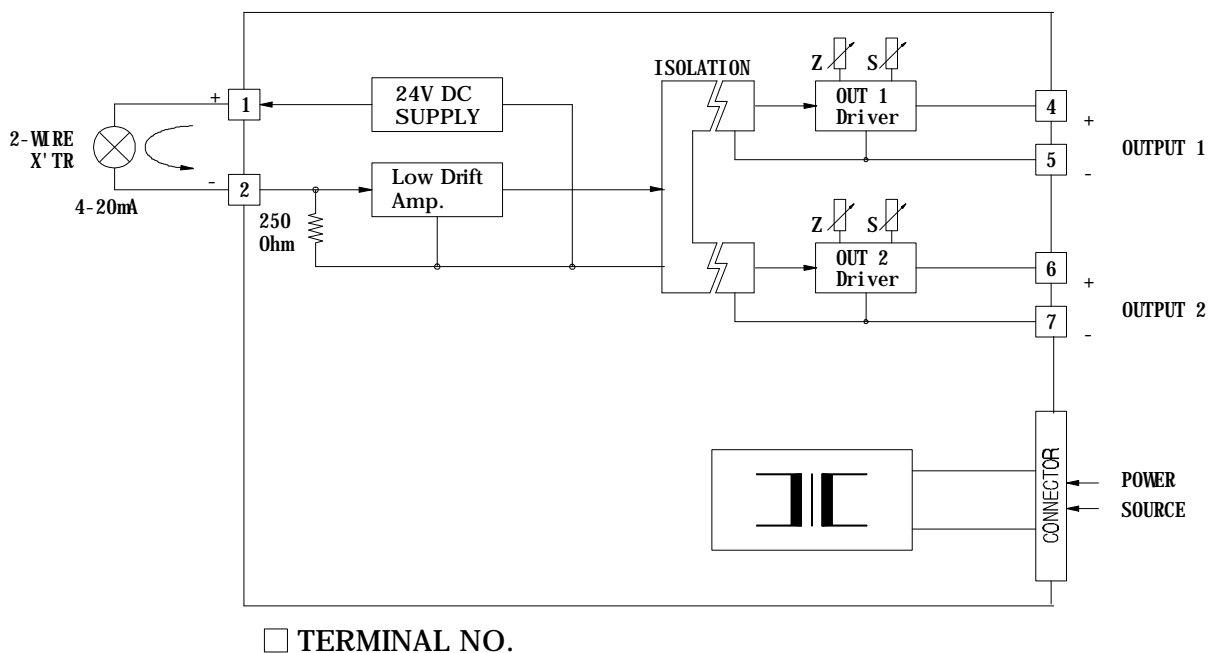 Z S
ISOLATION
24V DC
SUPPLY
OUT 1
Driver
+
1
4
+
OUTPUT 1
2-WIRE
X'TR
5
-
-
2
4-20mA
Low Drift
Amp.
250
Ohm
Z S
OUT 2
Driver
6
+
OUTPUT 2
7
-
CONNECTOR
POWER
SOURCE
TERMINAL NO.